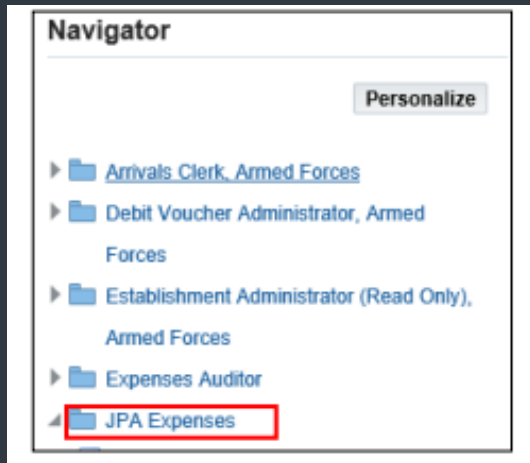 Navigator
Personalize
Arrivals Clerk, Armed Forces
Debit Voucher Administrator, Armed
Forces
Establishment Administrator (Read Only),
Armed Forces
Expenses Auditor
JPA Expenses